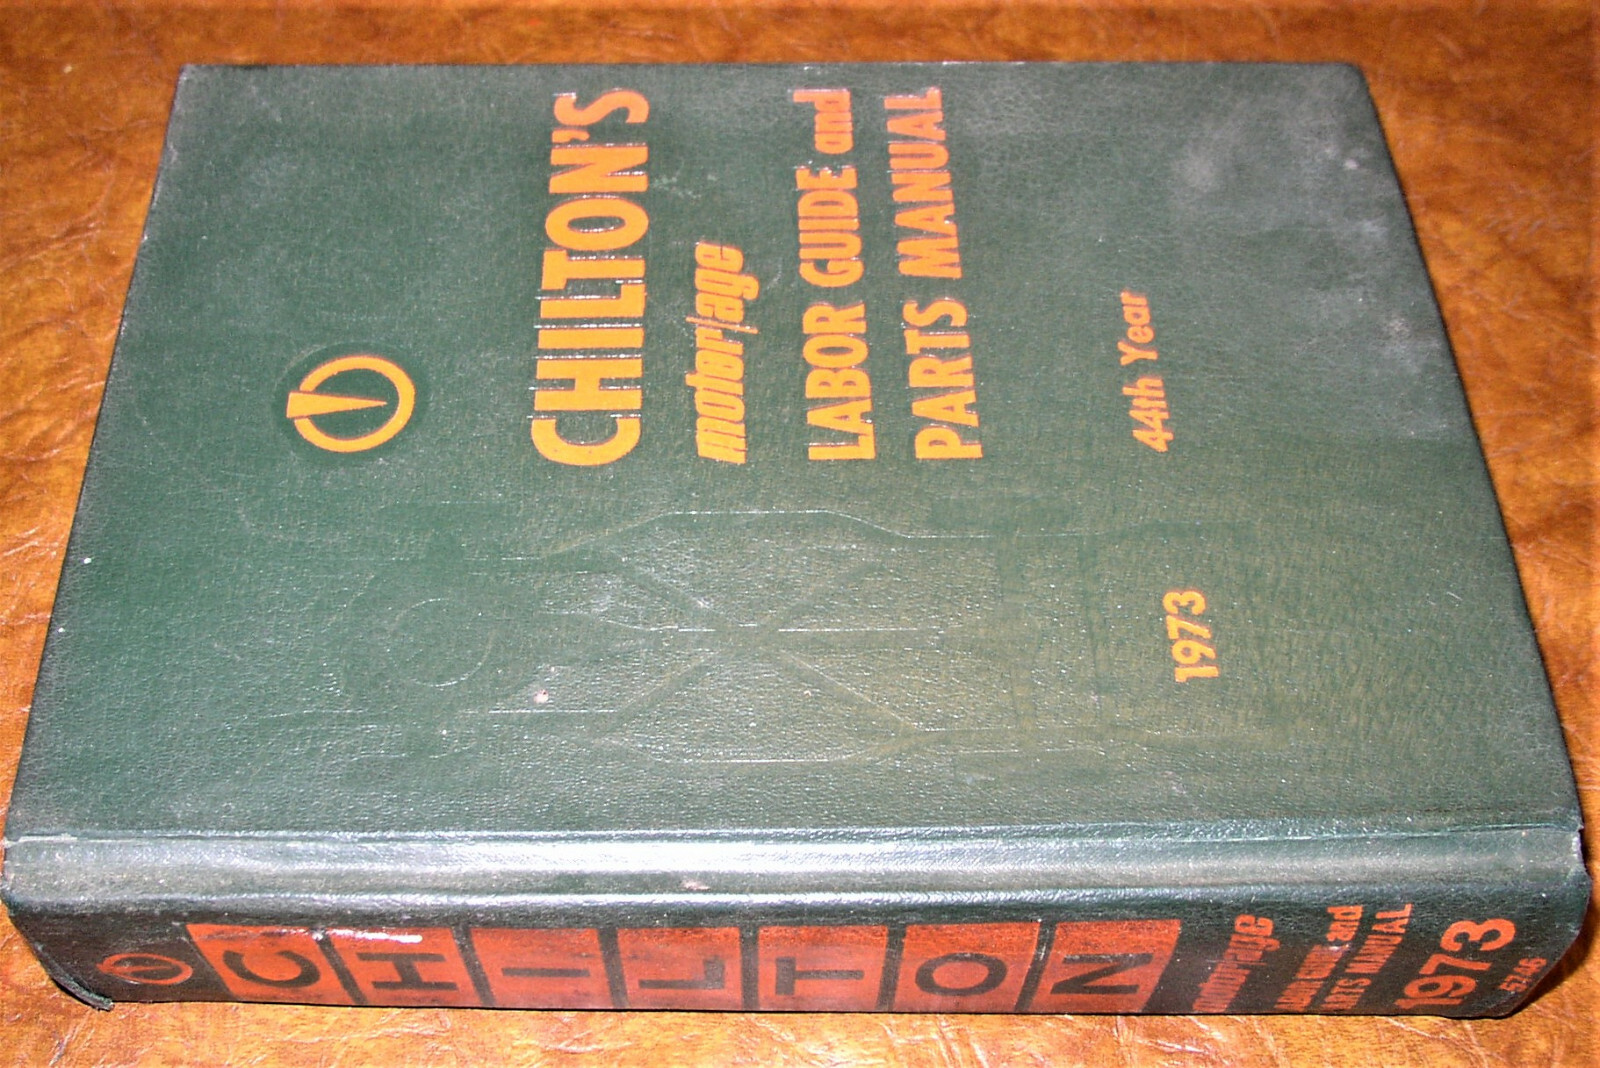 CHILTON'S
motor/age
LABOR GUIDE and
PARTS MANUAL
44th Year
1973
CHILTON
motor/age
LABOR GUIDE and
PARTS MANUAL
1973
5746